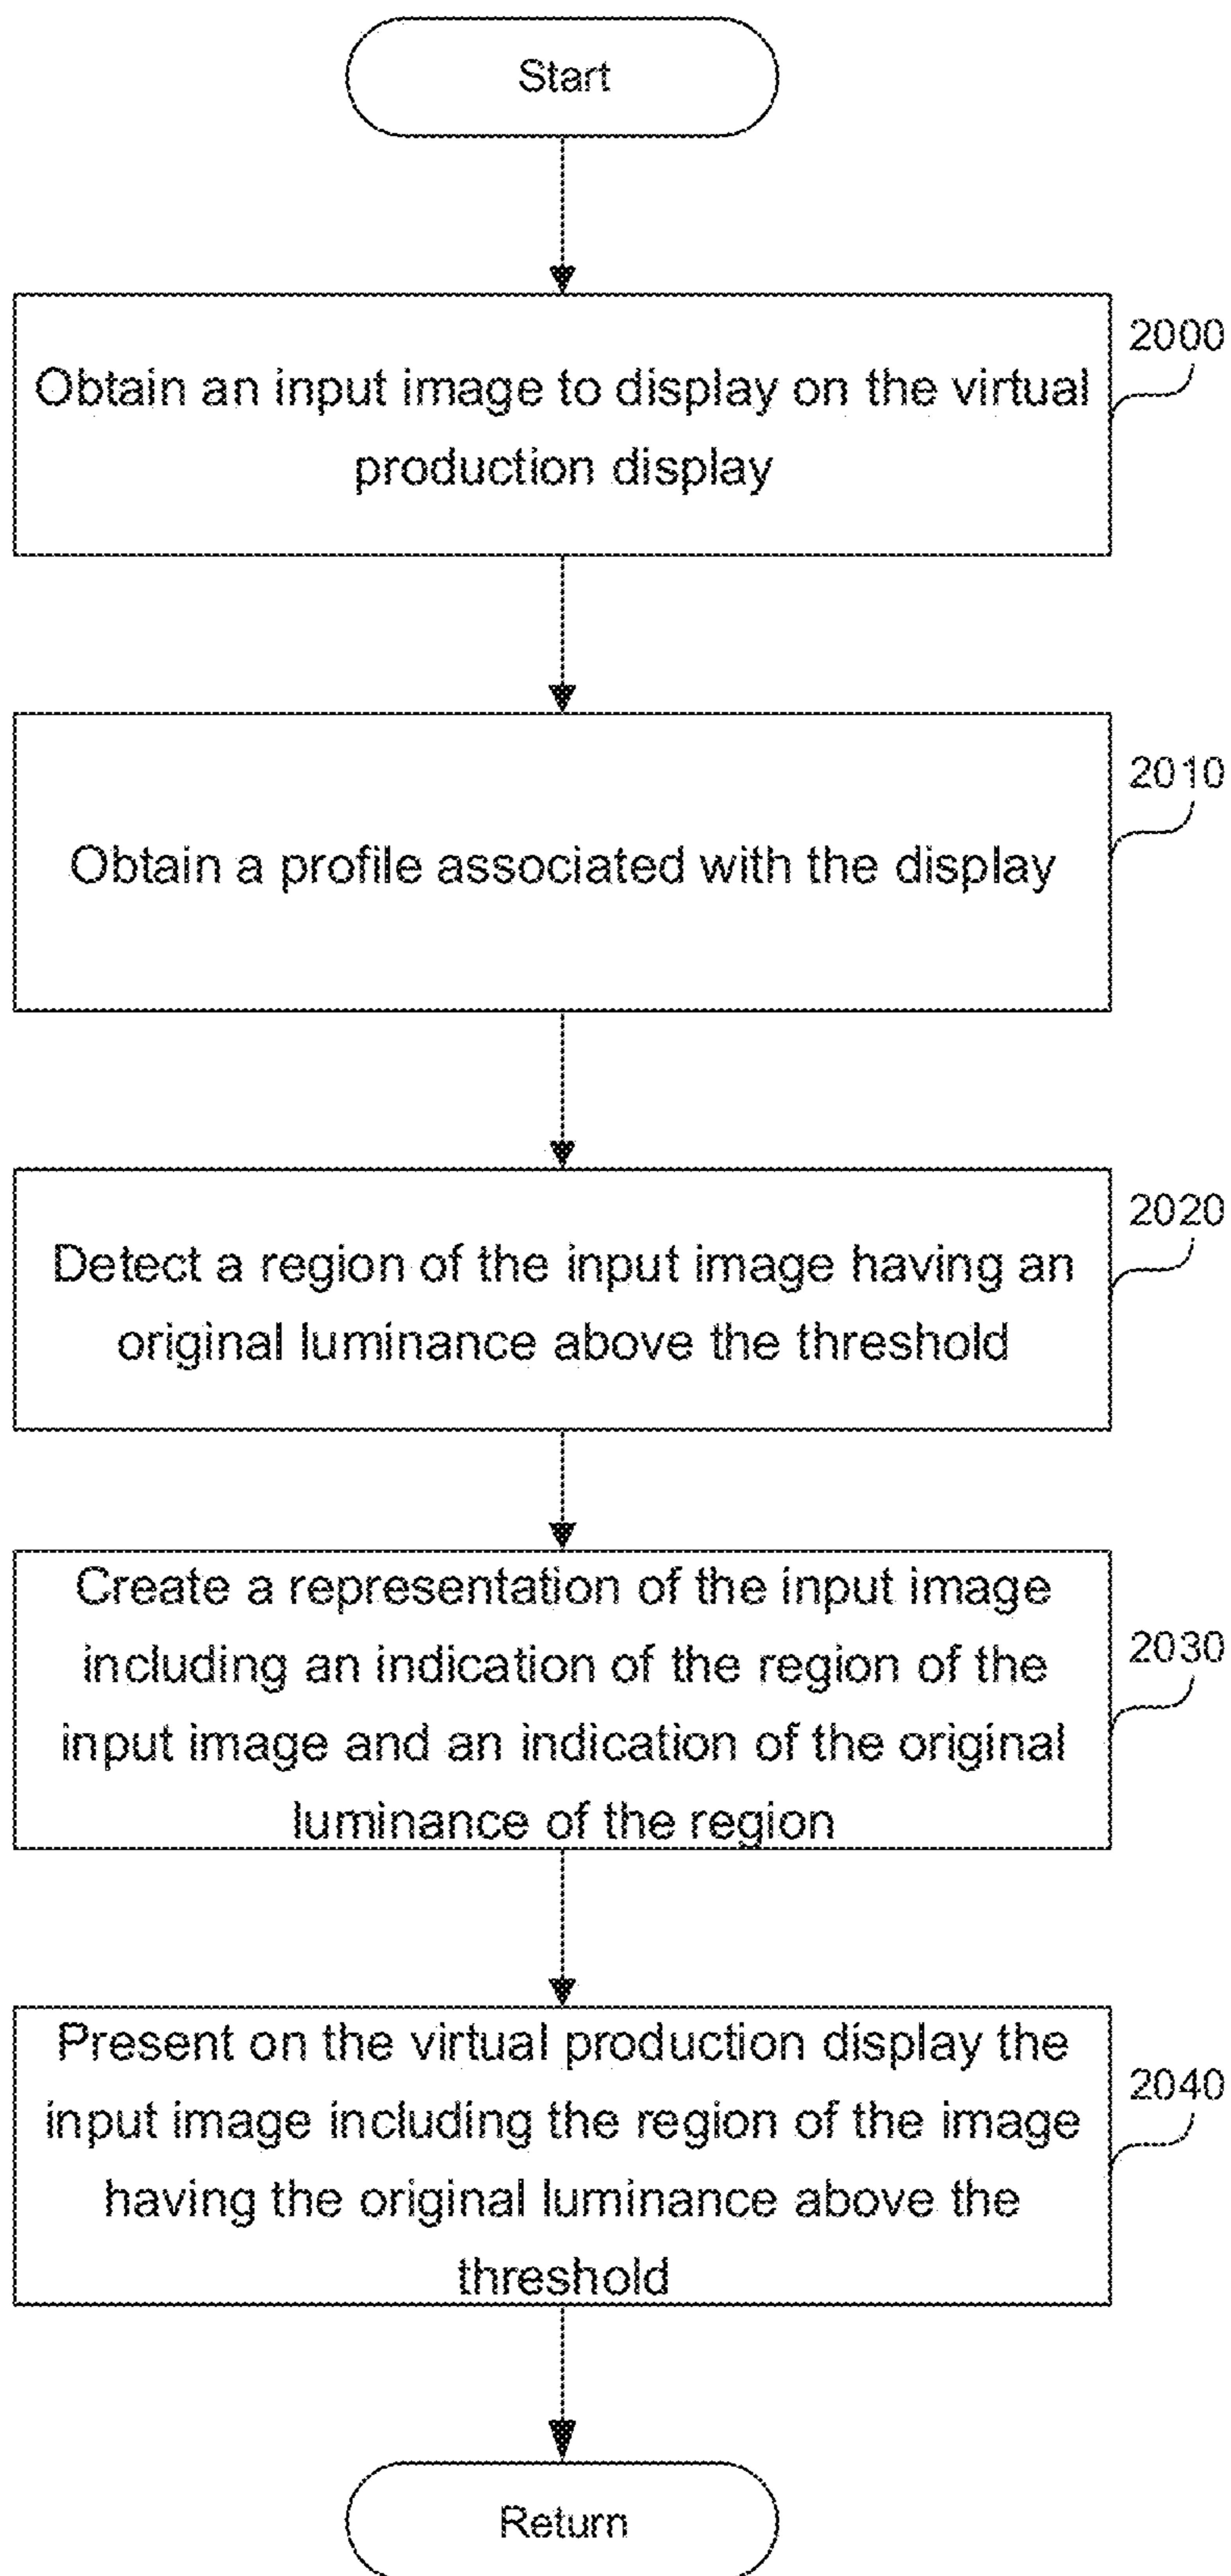 Start
2000
Obtain an input image to display on the virtual
production display
2010
Obtain a profile associated with the display
2020
Detect a region of the input image having an
original luminance above the threshold
Create a representation of the input image
including an indication of the region of the
2030
input image and an indication of the original
luminance of the region
Present on the virtual production display the
2040
input image including the region of the image
having the original luminance above the
threshold
Return